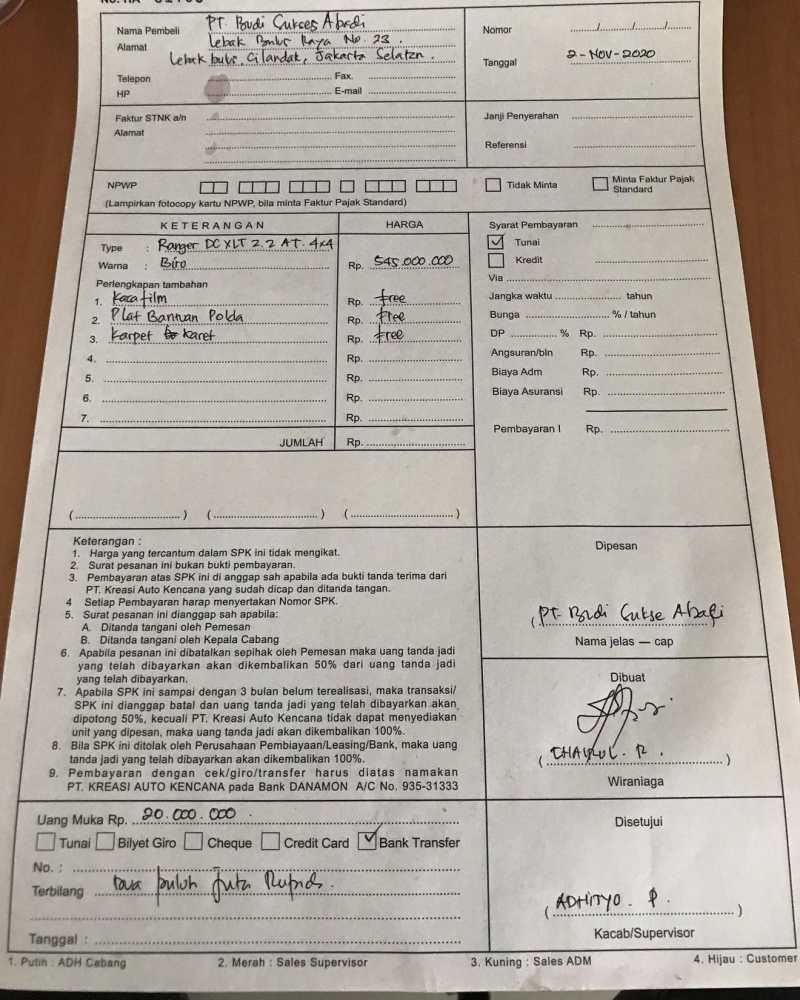 Nama Pembeli PT. Budi Sukses Abadi
Alamat Lebak Bulus Raya No. 23.
Lebak bulus, Cilandak, Jakarta Selatan.
Telepon Fax.
HP E-mail
Nomor ....../....../....../......
Tanggal 2-NOV-2020
Faktur STNK a/n
Alamat
Janji Penyerahan
Referensi
NPWP
(Lampirkan fotocopy kartu NPWP, bila minta Faktur Pajak Standard)
Tidak Minta
Minta Faktur Pajak
Standard
KETERANGAN HARGA
Type : Ranger DC XLT 2.2 AT. 4x4
Warna : Biro Rp. 545.000.000
Perlengkapan tambahan
1. Kaca film Rp. free
2. Plat Bantuan Polda Rp. Free
3. Karpet karet Rp. Free
4. Rp.
5. Rp.
6. Rp.
7. Rp.
JUMLAH Rp.
Syarat Pembayaran
Tunai
Kredit
Via
Jangka waktu tahun
Bunga % / tahun
DP % Rp.
Angsuran/bln Rp.
Biaya Adm Rp.
Biaya Asuransi Rp.
Pembayaran I Rp.
(....................) (....................) (....................)
Keterangan :
1. Harga yang tercantum dalam SPK ini tidak mengikat.
2. Surat pesanan ini bukan bukti pembayaran.
3. Pembayaran atas SPK ini di anggap sah apabila ada bukti tanda terima dari
PT. Kreasi Auto Kencana yang sudah dicap dan ditanda tangan.
4 Setiap Pembayaran harap menyertakan Nomor SPK.
5. Surat pesanan ini dianggap sah apabila:
A. Ditanda tangani oleh Pemesan
B. Ditanda tangani oleh Kepala Cabang
6. Apabila pesanan ini dibatalkan sepihak oleh Pemesan maka uang tanda jadi
yang telah dibayarkan akan dikembalikan 50% dari uang tanda jadi
yang telah dibayarkan.
7. Apabila SPK ini sampai dengan 3 bulan belum terealisasi, maka transaksi/
SPK ini dianggap batal dan uang tanda jadi yang telah dibayarkan akan
dipotong 50%, kecuali PT. Kreasi Auto Kencana tidak dapat menyediakan
unit yang dipesan, maka uang tanda jadi akan dikembalikan 100%.
8. Bila SPK ini ditolak oleh Perusahaan Pembiayaan/Leasing/Bank, maka uang
tanda jadi yang telah dibayarkan akan dikembalikan 100%.
9. Pembayaran dengan cek/giro/transfer harus diatas namakan
PT. KREASI AUTO KENCANA pada Bank DANAMON A/C No. 935-31333
Dipesan
(PT. Budi Sukse Abadi
Nama jelas — cap
Dibuat
(CHAIRUL. R.)
Wiraniaga
Uang Muka Rp. 20.000.000
Tunai Bilyet Giro Cheque Credit Card Bank Transfer
No. :
Terbilang Dua puluh Juta Rupiah.
Tanggal :
Disetujui
(ADHITYO. P.)
Kacab/Supervisor
1. Putih : ADH Cabang 2. Merah : Sales Supervisor 3. Kuning : Sales ADM 4. Hijau : Customer